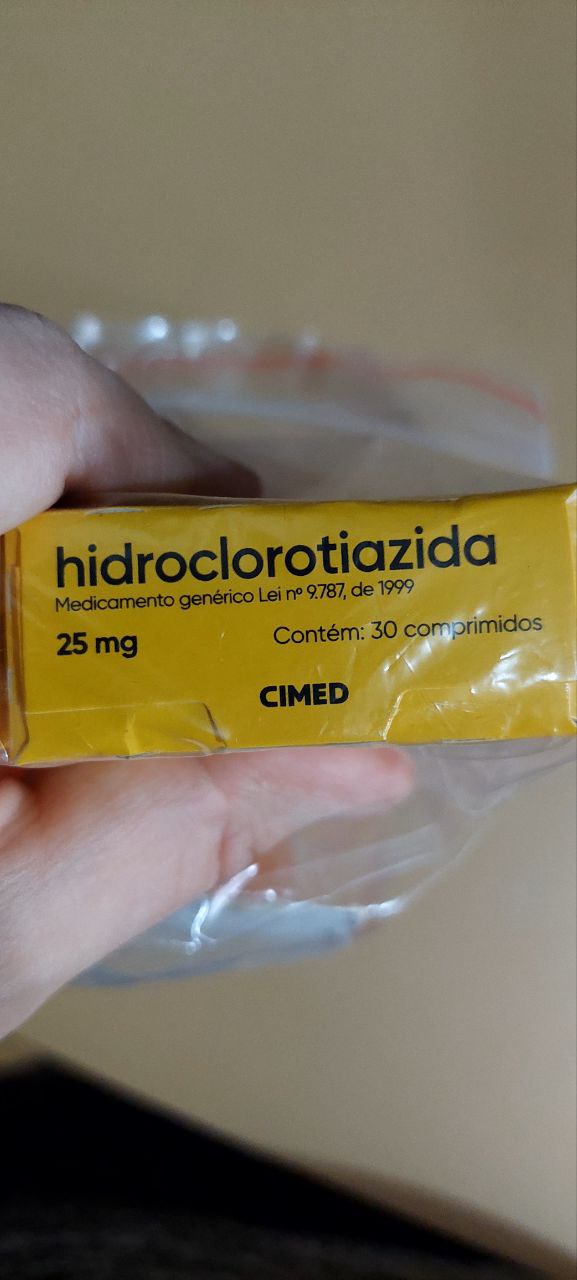 hidroclorotiazida
Medicamento genérico Lei nº 9.787, de 1999
25 mg Contém: 30 comprimidos
CIMED